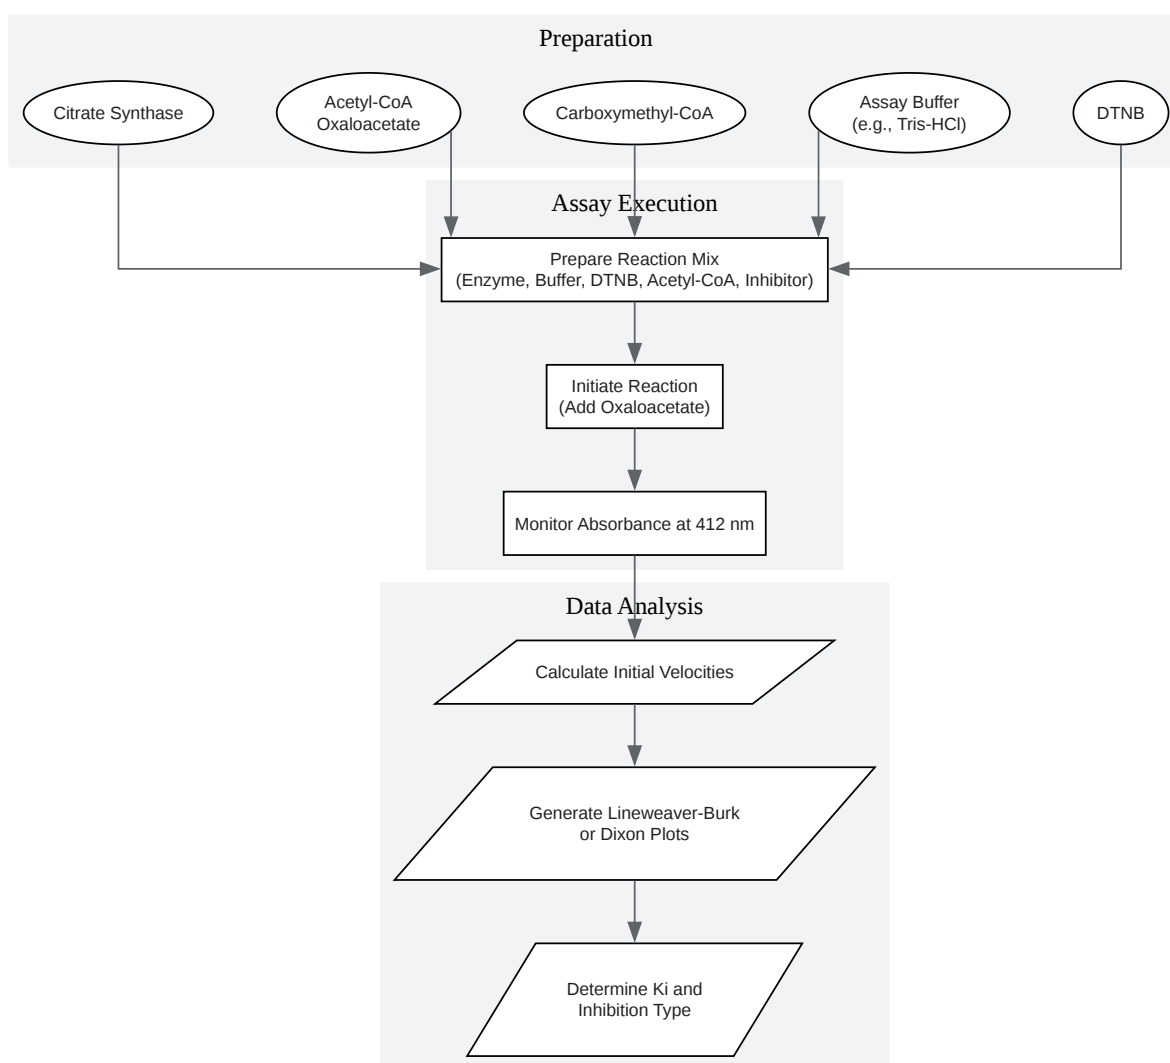 Preparation
Citrate Synthase
Acetyl-CoA
Oxaloacetate
Carboxymethyl-CoA
Assay Buffer
(e.g., Tris-HCl)
DTNB
Assay Execution
Prepare Reaction Mix
(Enzyme, Buffer, DTNB, Acetyl-CoA, Inhibitor)
Initiate Reaction
(Add Oxaloacetate)
Monitor Absorbance at 412 nm
Data Analysis
Calculate Initial Velocities
Generate Lineweaver-Burk
or Dixon Plots
Determine Ki and
Inhibition Type